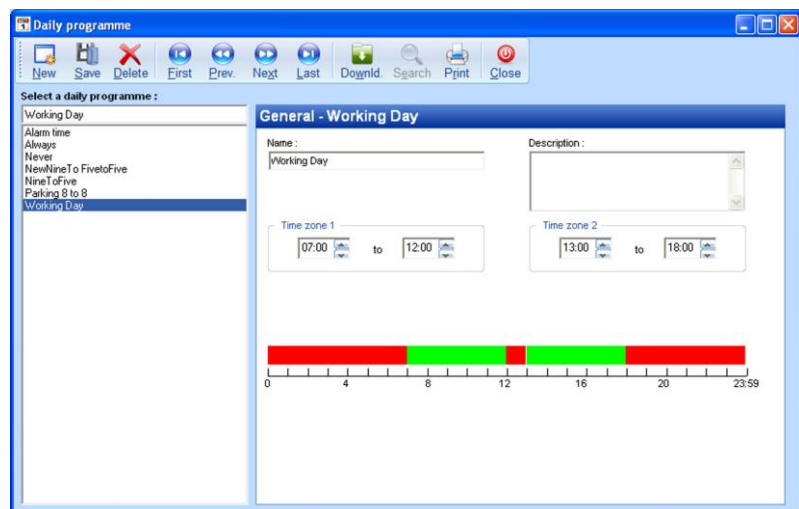 Daily programme
New Save Delete First Prev. Next Last Downld. Search Print Close
Select a daily programme :
Working Day
Alarm time
Always
Never
NewNineTo FivetoFive
NineToFive
Parking 8 to 8
Working Day
General - Working Day
Name :
Working Day
Description :
Time zone 1
07:00 to 12:00
Time zone 2
13:00 to 18:00
0 4 8 12 16 20 23:59